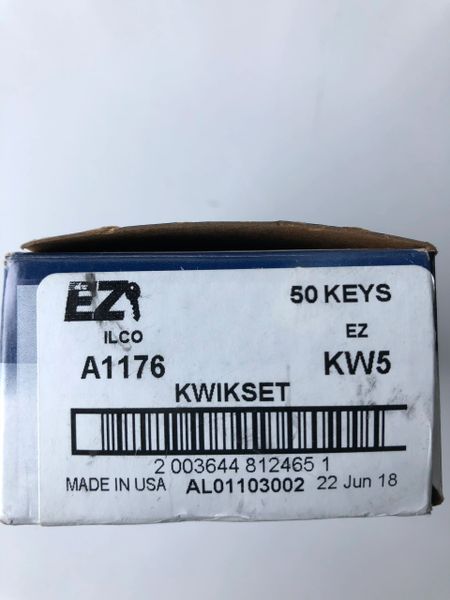 EZ 50 KEYS
ILCO EZ
A1176 KW5
KWIKSET
2 003644 812465 1
MADE IN USA AL01103002 22 Jun 18